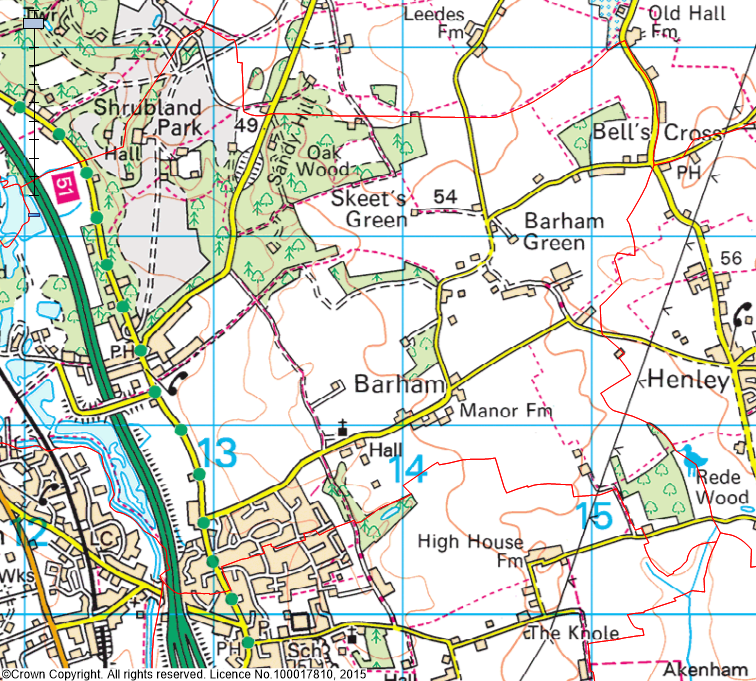 Leedes
Fm
Old Hall
Fm
Shrubland
Park
49
Sandy Hill
Bell's Cross
Hall
Oak
Wood
PH
51
Skeet's
Green
54
Barham
Green
56
PH
Barham
Henley
Manor Fm
13
Hall
14
Rede
Wood
12
15
C
High House
Fm
Wks
The Knole
P
PH
Sch
Akenham
Hall
©Crown Copyright. All rights reserved. Licence No.100017810, 2015